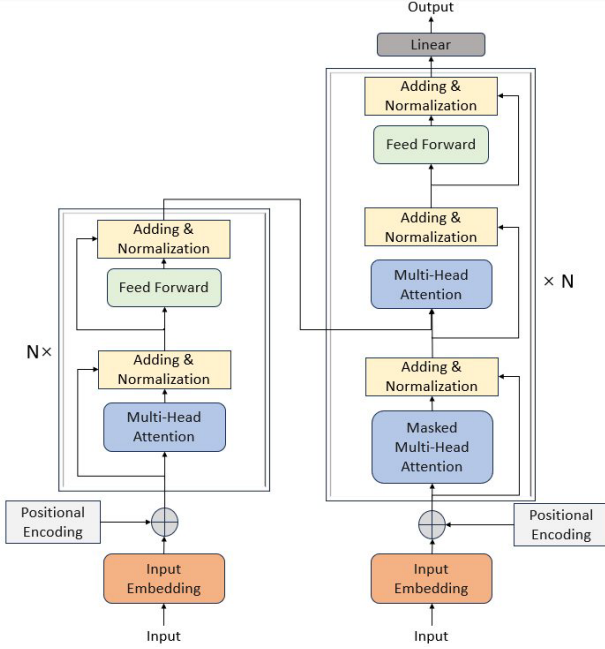 Output
Linear
Adding &
Normalization
Feed Forward
Adding &
Normalization
Multi-Head
Attention
× N
Adding &
Normalization
Masked
Multi-Head
Attention
Positional
Encoding
Input
Embedding
Input
Adding &
Normalization
Feed Forward
N×
Adding &
Normalization
Multi-Head
Attention
Positional
Encoding
Input
Embedding
Input